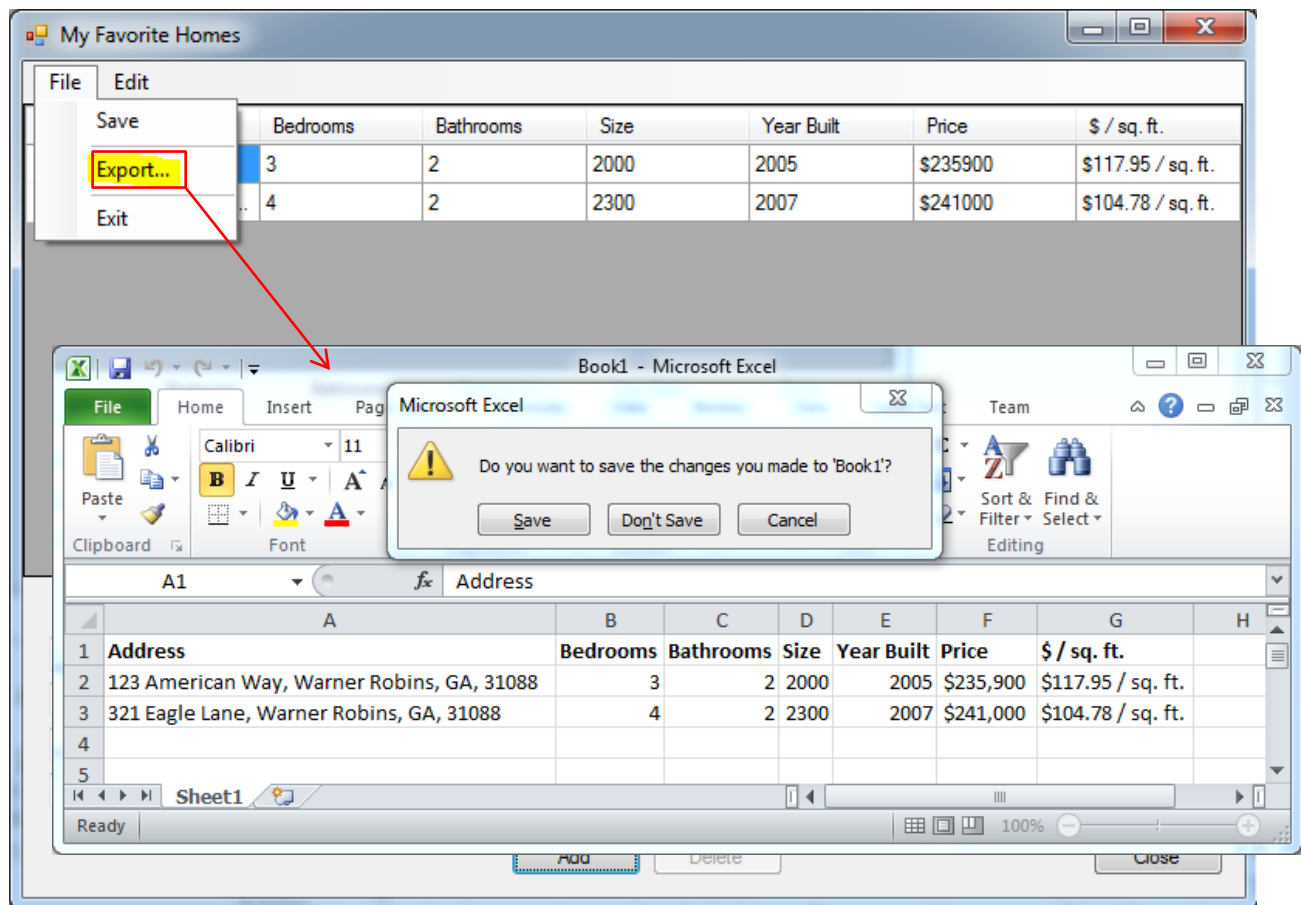 My Favorite Homes
File Edit
Save
Export...
Exit
Bedrooms Bathrooms Size Year Built Price $ / sq. ft.
3 2 2000 2005 $235900 $117.95 / sq. ft.
.. 4 2 2300 2007 $241000 $104.78 / sq. ft.
Book1 - Microsoft Excel
File Home Insert Pag Team
Microsoft Excel
Do you want to save the changes you made to 'Book1'?
Save Don't Save Cancel
Calibri 11
Paste
B I U A A
Clipboard Font
Sort & Filter
Find & Select
Editing
A1 fx Address
A B C D E F G H
1 Address Bedrooms Bathrooms Size Year Built Price $ / sq. ft.
2 123 American Way, Warner Robins, GA, 31088 3 2 2000 2005 $235,900 $117.95 / sq. ft.
3 321 Eagle Lane, Warner Robins, GA, 31088 4 2 2300 2007 $241,000 $104.78 / sq. ft.
4
5
Sheet1
Ready 100%
Add Delete Close